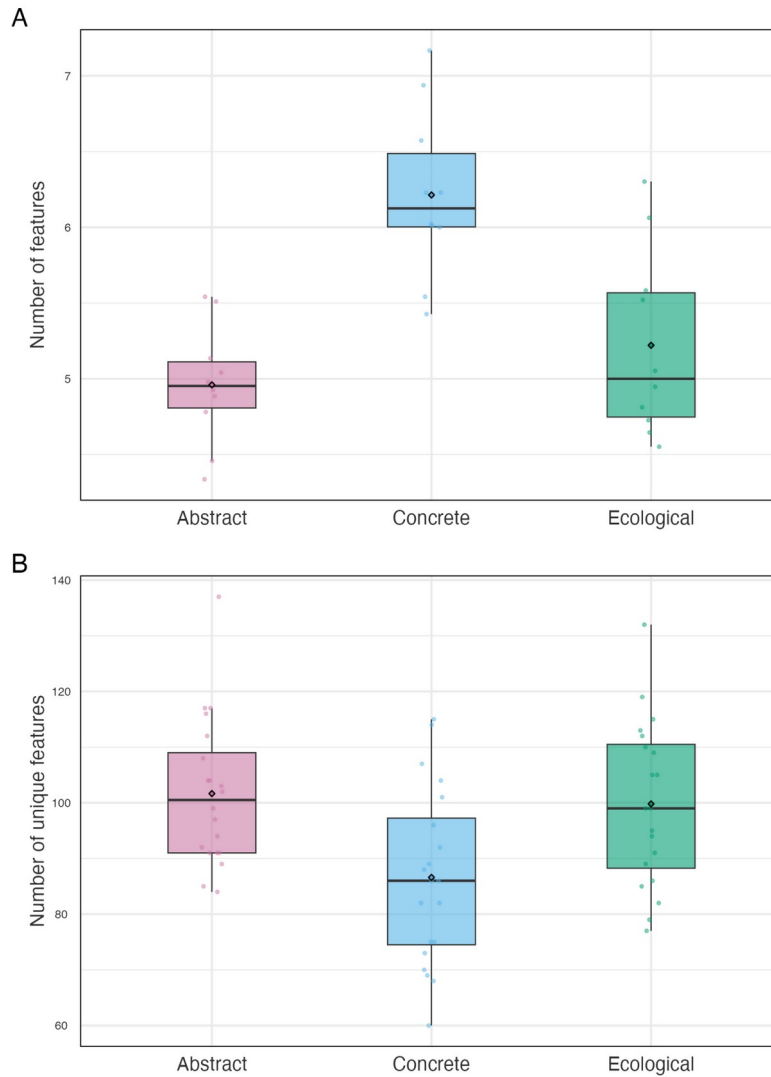 A
Number of features
7
6
5
Abstract Concrete Ecological
B
Number of unique features
140
120
100
80
60
Abstract Concrete Ecological